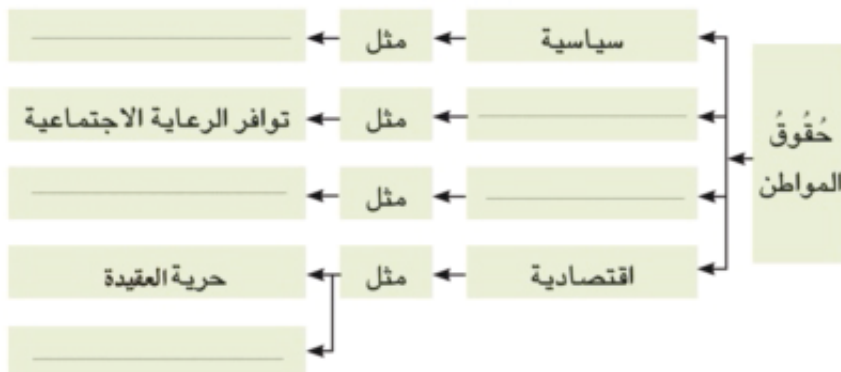 حُقُوقُ
المواطن
سياسية
مثل
مثل
توافر الرعاية الاجتماعية
مثل
اقتصادية
مثل
حرية العقيدة